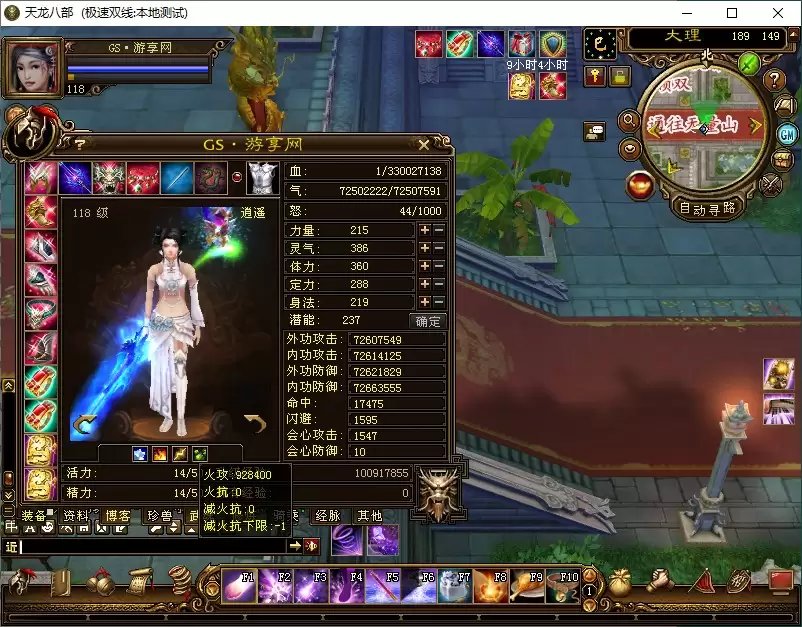 天龙八部 (极速双线:本地测试)
GS·游享网
118
9小时4小时
大理
189 149
北
通往无量山
GM
自动寻路
GS·游享网
118 级
逍遥
血: 1/330027138
气: 72502222/72507591
怒: 44/1000
力量: 215
灵气: 386
体力: 360
定力: 288
身法: 219
潜能: 237
确定
外功攻击: 72607549
内功攻击: 72614125
外功防御: 72621829
内功防御: 72663555
命中: 17475
闪避: 1595
会心攻击: 1547
会心防御: 10
活力: 14/5
100917855
精力: 14/5
0
火攻:928400
火抗:0
减火抗:0
减火抗下限:-1
装备 资料 博客 珍兽 经脉 其他
近
F1 F2 F3 F4 F5 F6 F7 F8 F9 F10
1